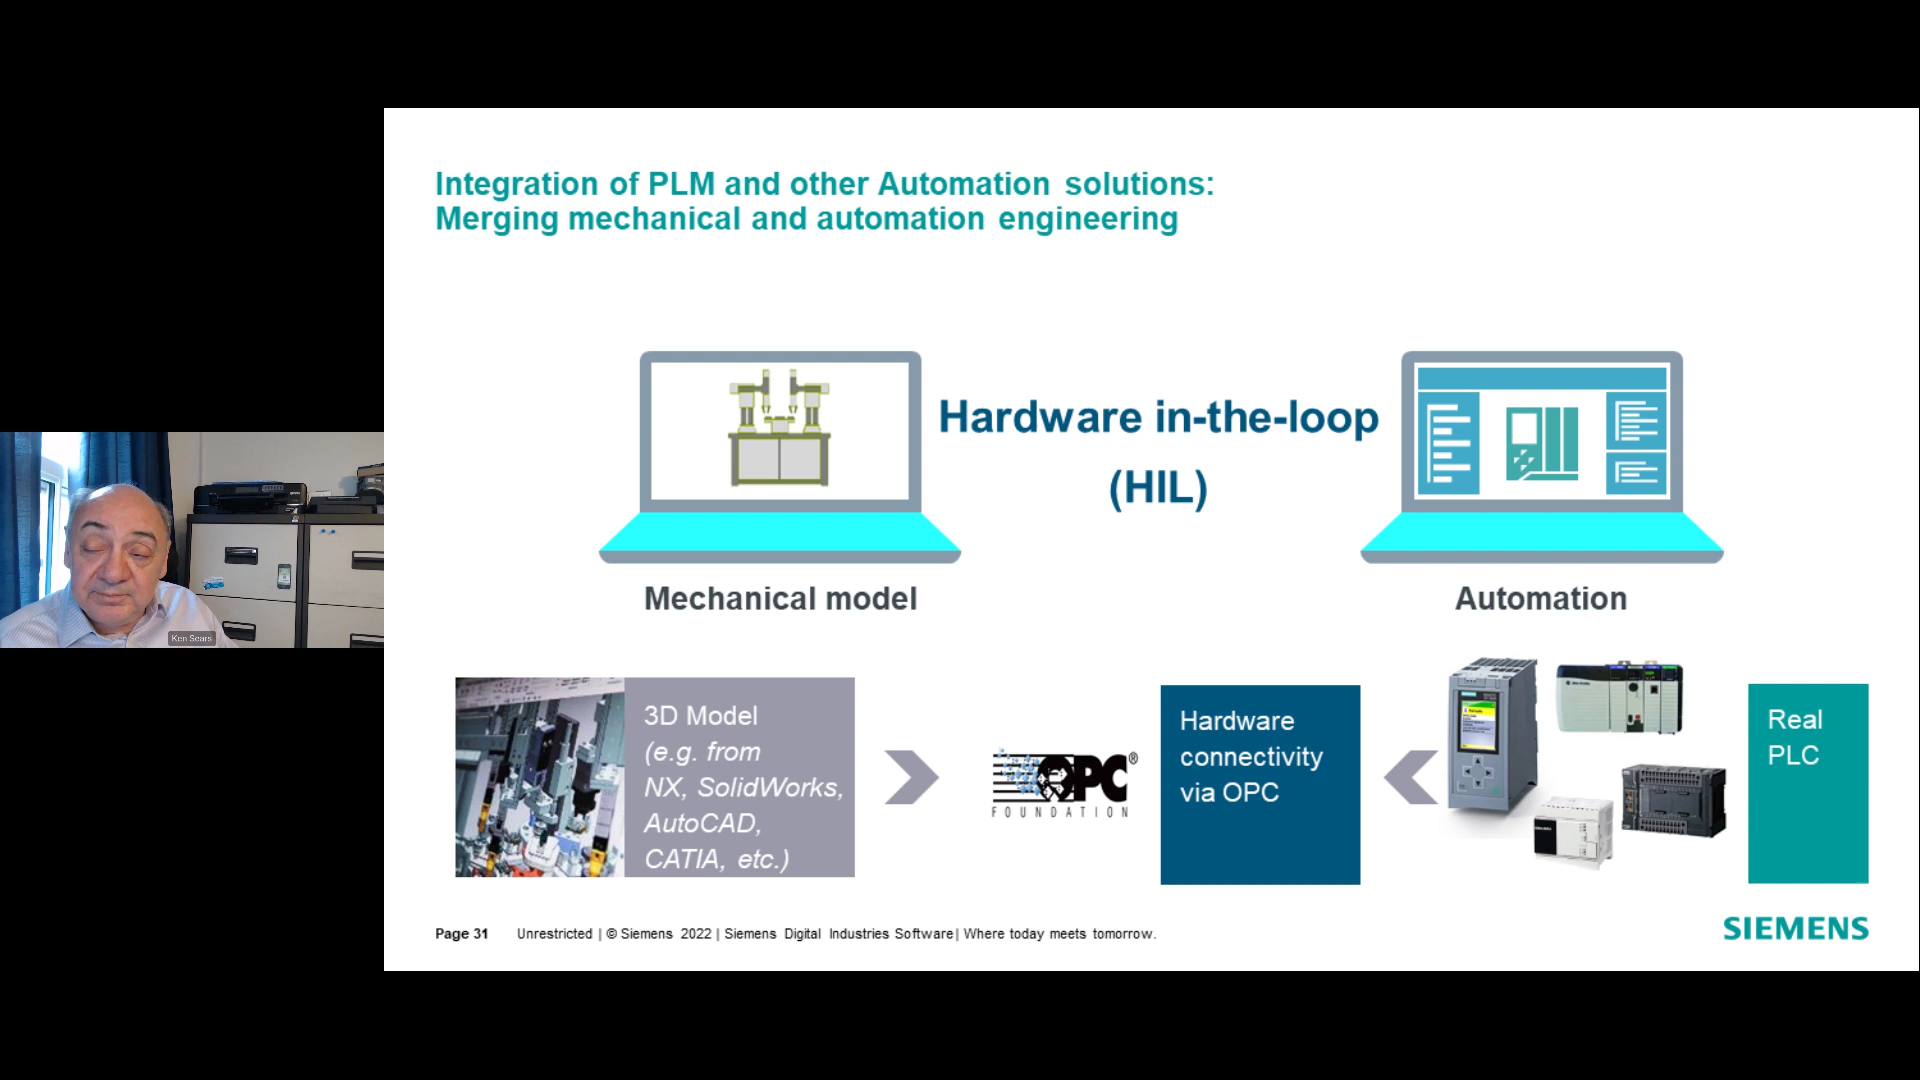 Integration of PLM and other Automation solutions:
Merging mechanical and automation engineering
Hardware in-the-loop
(HIL)
Mechanical model
Automation
3D Model
(e.g. from
NX, SolidWorks,
AutoCAD,
CATIA, etc.)
OPC®
FOUNDATION
Hardware
connectivity
via OPC
Real
PLC
Ken Sears
Page 31 Unrestricted | © Siemens 2022 | Siemens Digital Industries Software| Where today meets tomorrow.
SIEMENS